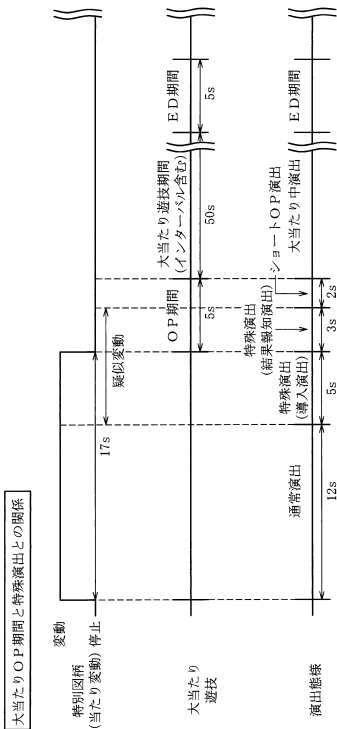 大当たりＯＰ期間と特殊演出との関係
変動
特別図柄
(当たり変動) 停止
17s
疑似変動
大当たり
遊技
ＯＰ期間
5s
大当たり遊技期間
(インターバル含む)
50s
ＥＤ期間
5s
演出態様
通常演出
12s
特殊演出
(導入演出)
5s
特殊演出
(結果報知演出)
3s
ショートＯＰ演出
2s
大当たり中演出
ＥＤ期間